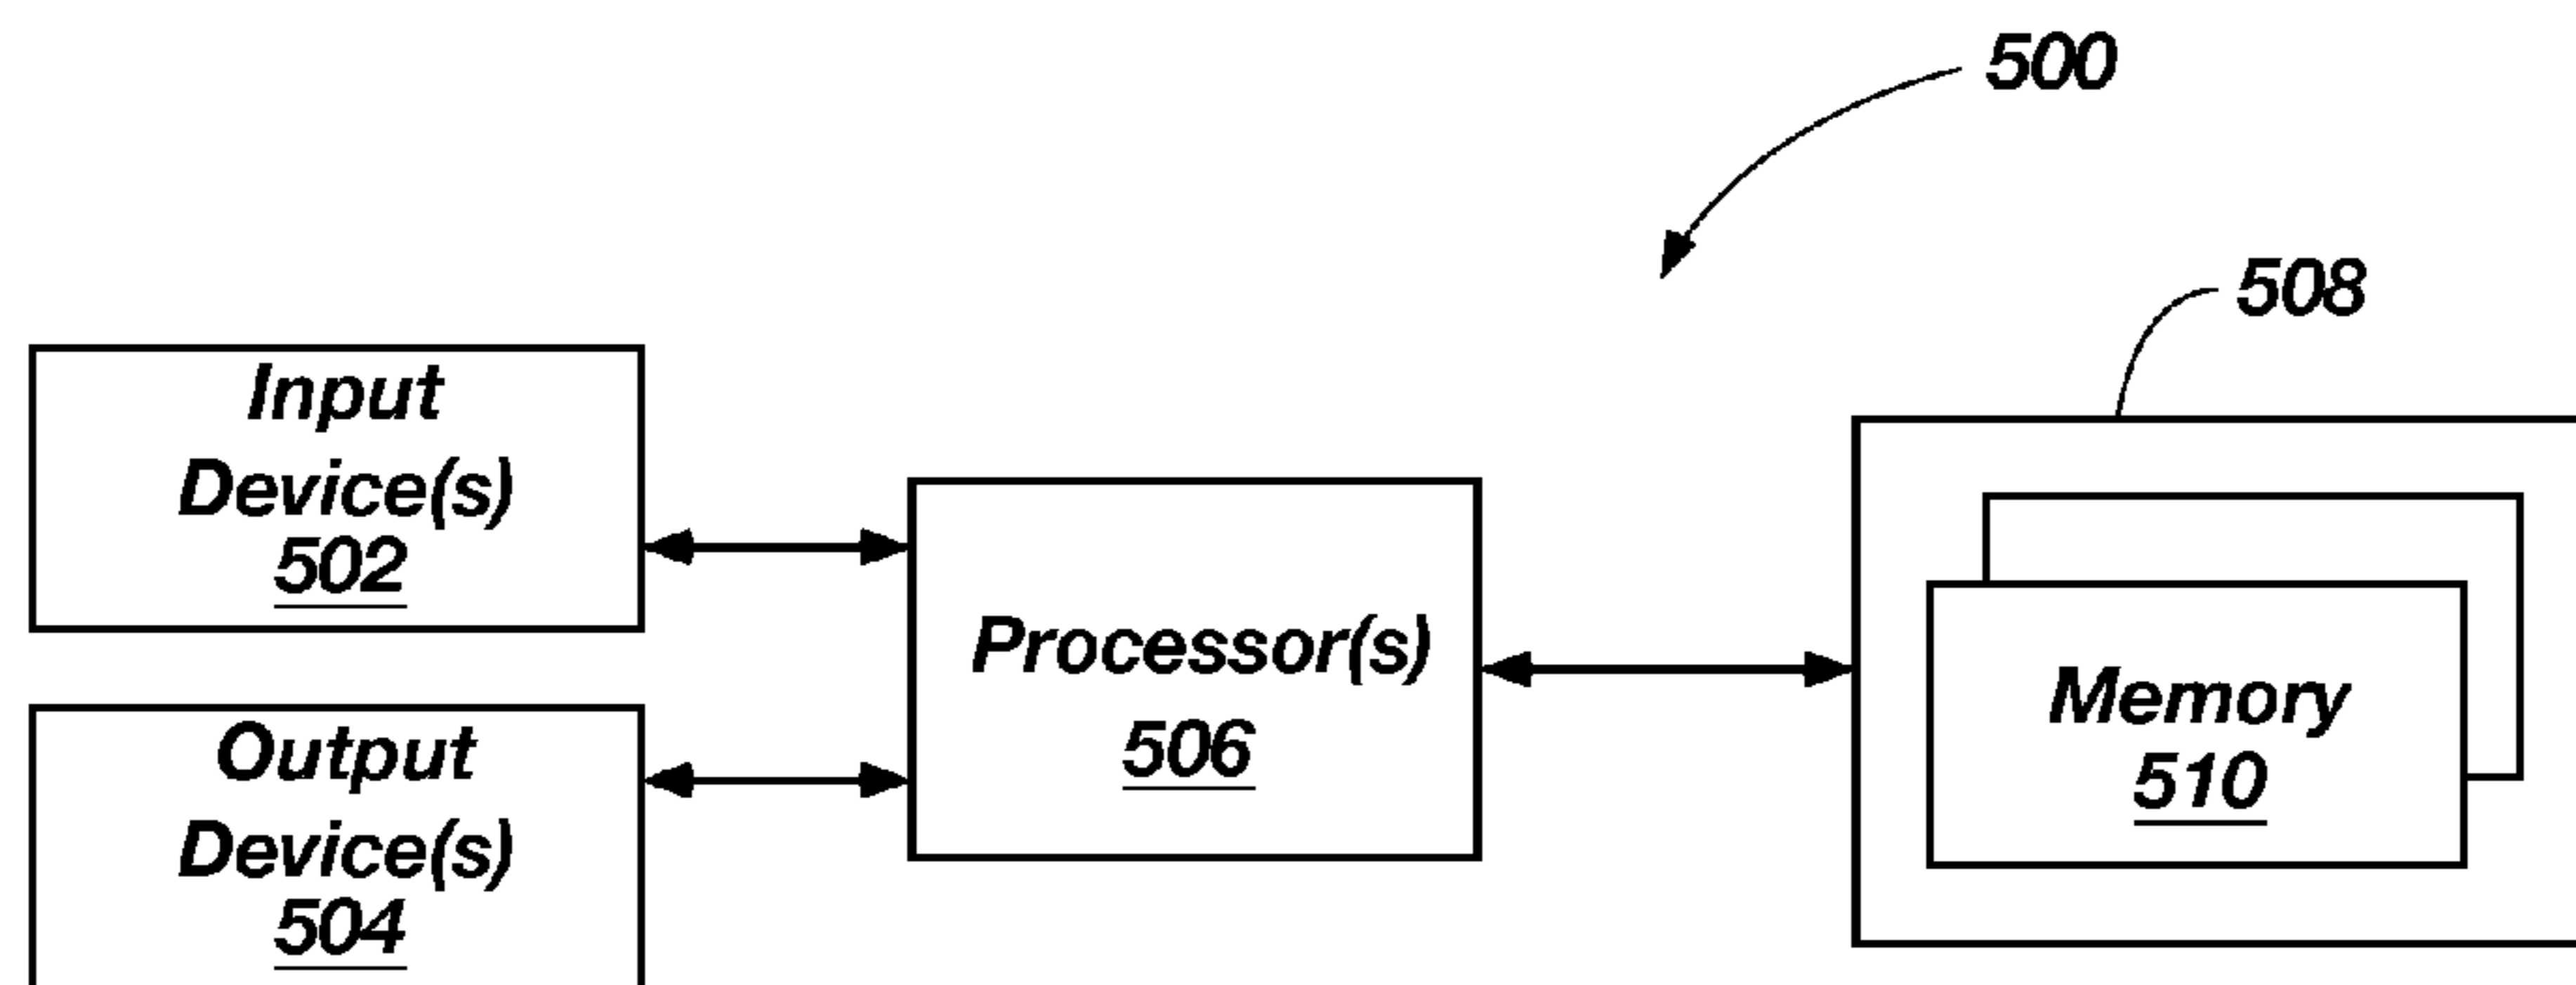 500
508
Input
Device(s)
502
Output
Device(s)
504
Processor(s)
506
Memory
510